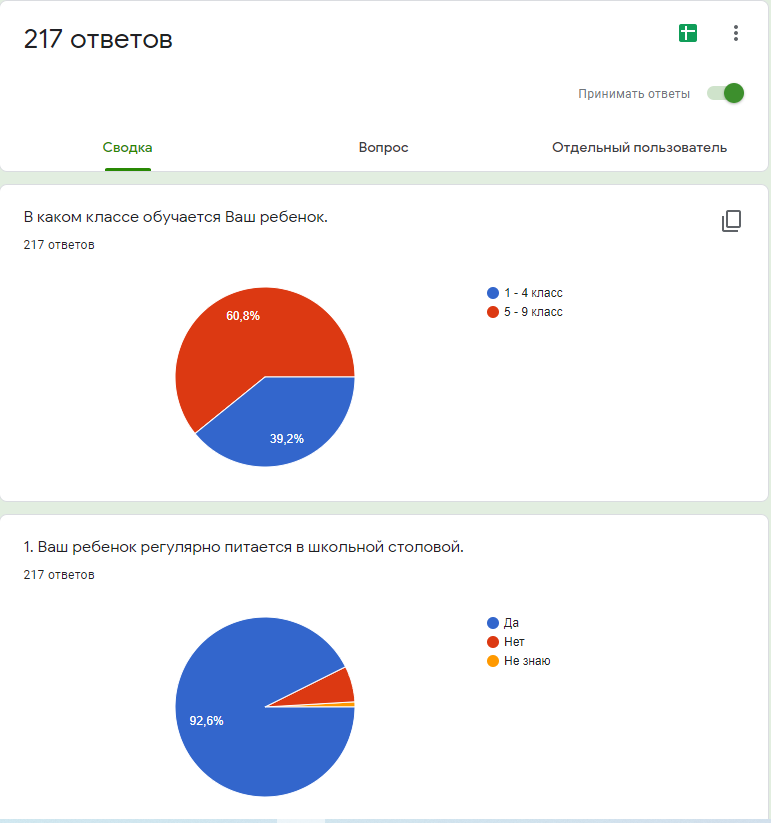 217 ответов
Принимать ответы
Сводка
Вопрос
Отдельный пользователь
В каком классе обучается Ваш ребенок.
217 ответов
60,8%
39,2%
1 - 4 класс
5 - 9 класс
1. Ваш ребенок регулярно питается в школьной столовой.
217 ответов
92,6%
Да
Нет
Не знаю